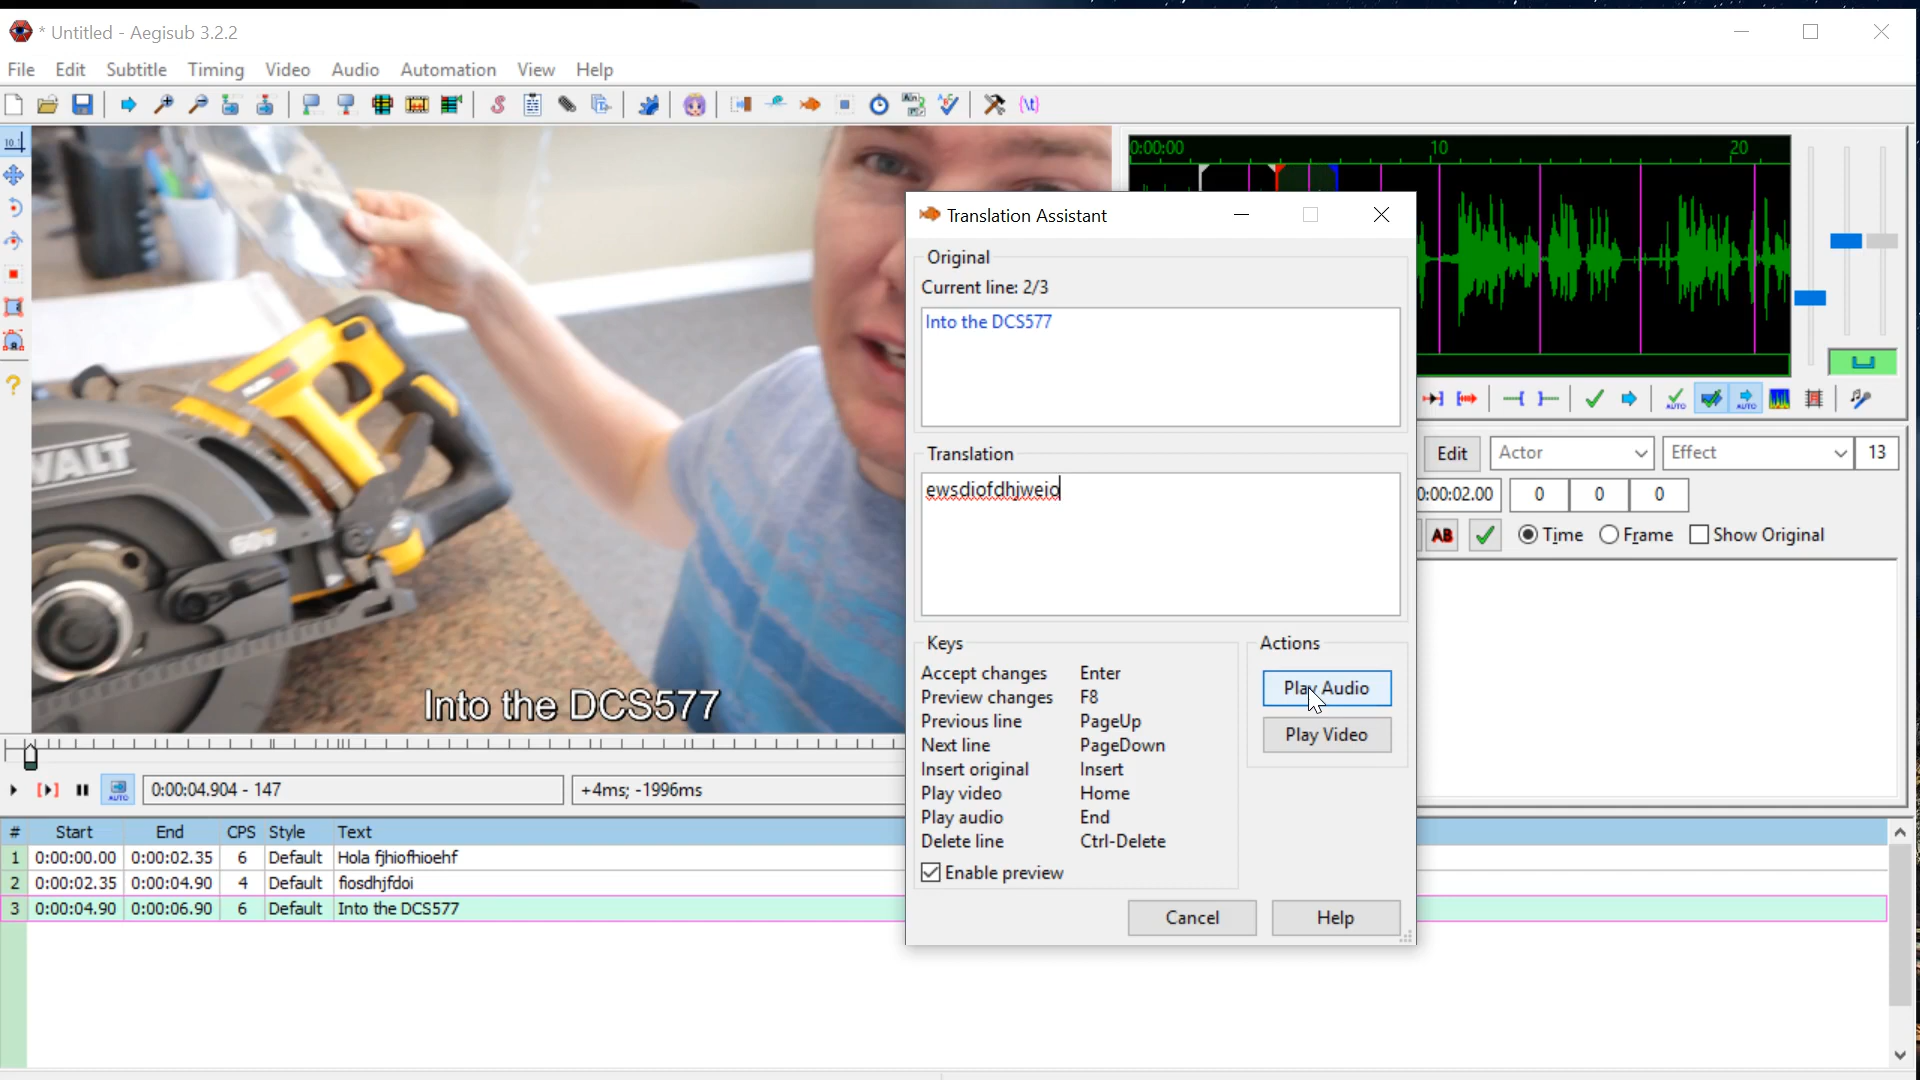 * Untitled - Aegisub 3.2.2
File Edit Subtitle Timing Video Audio Automation View Help
0:00:00 10 20
WALT
60V
Into the DCS577
Translation Assistant
Original
Current line: 2/3
Into the DCS577
Translation
ewsdiofdhjweio
Keys
Accept changes Enter
Preview changes F8
Previous line PageUp
Next line PageDown
Insert original Insert
Play video Home
Play audio End
Delete line Ctrl-Delete
Enable preview
Actions
Play Audio
Play Video
Cancel Help
AUTO AUTO
Edit Actor Effect 13
0:00:02.00 0 0 0
AB Time Frame Show Original
AUTO 0:00:04.904 - 147 +4ms; -1996ms
# Start End CPS Style Text
1 0:00:00.00 0:00:02.35 6 Default Hola fjhiofhioehf
2 0:00:02.35 0:00:04.90 4 Default fiosdhjfdoi
3 0:00:04.90 0:00:06.90 6 Default Into the DCS577